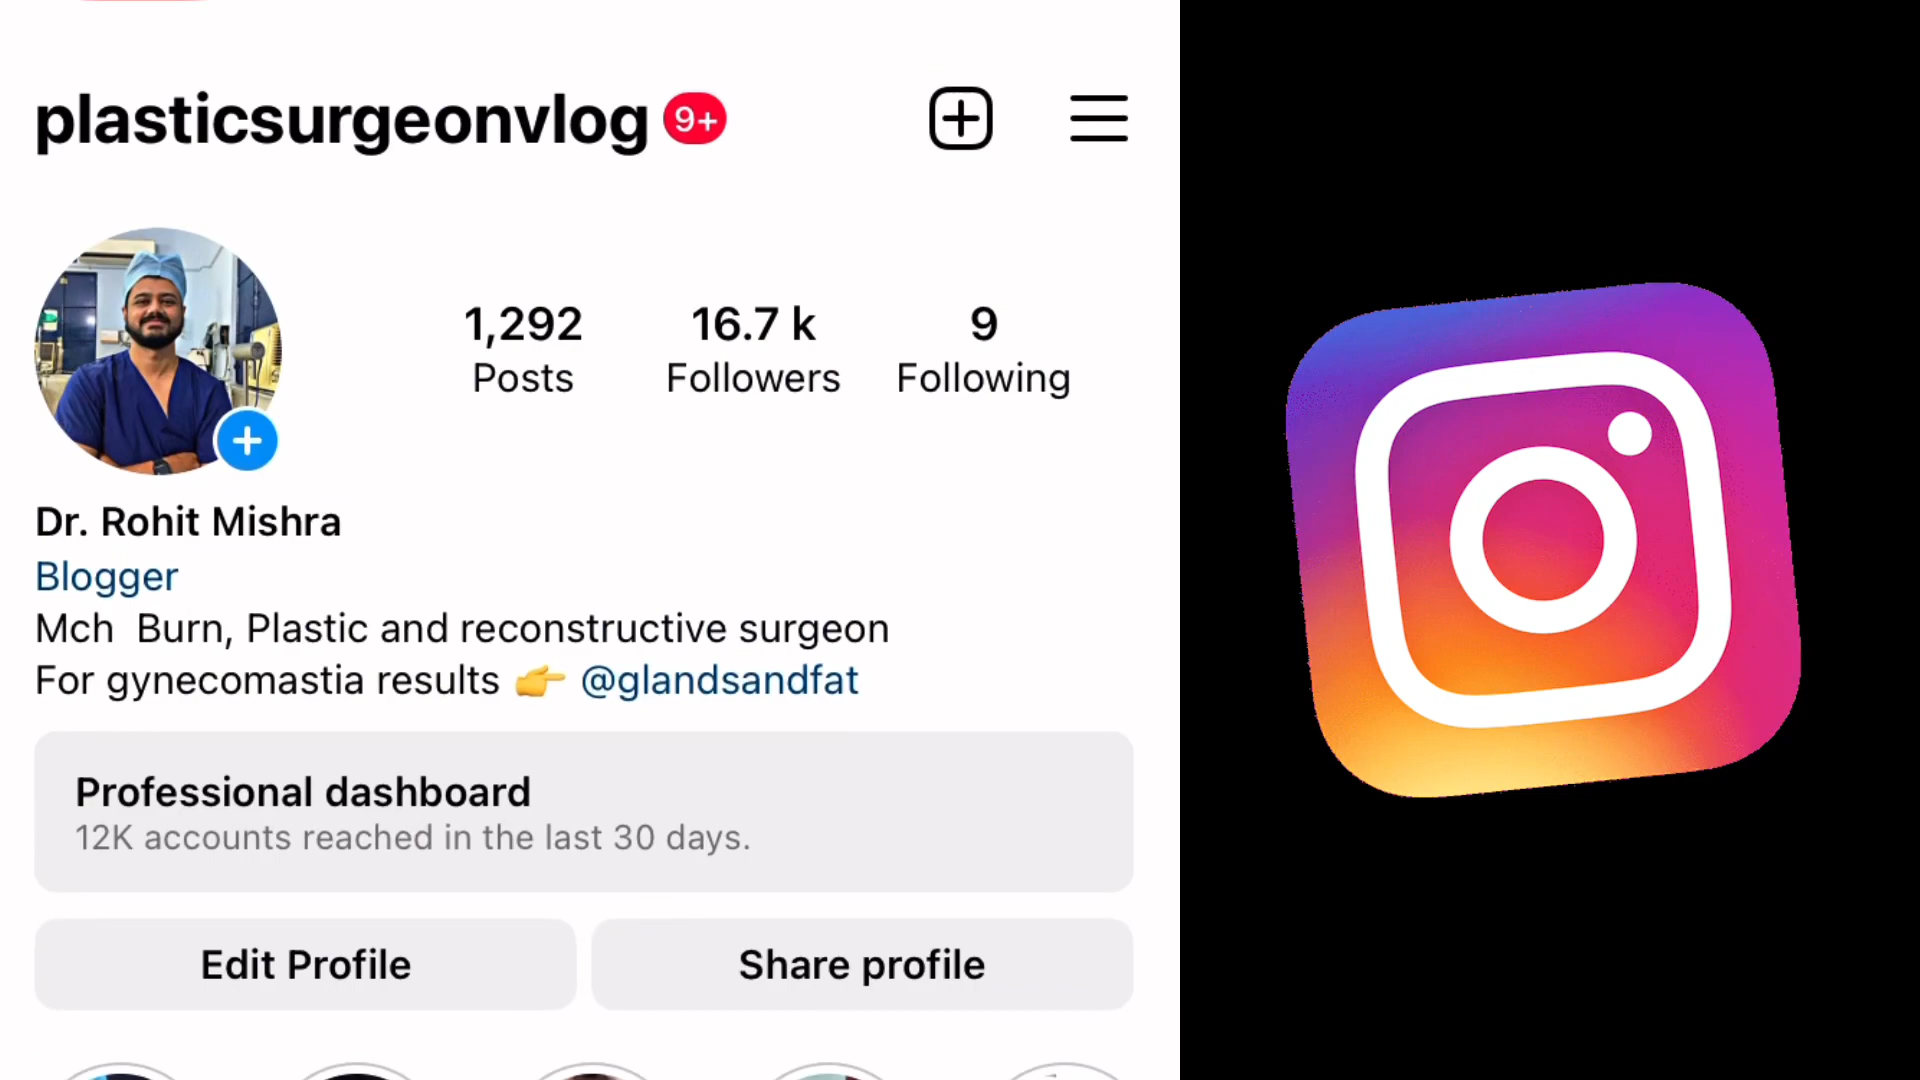 plasticsurgeonvlog 9+
1,292 16.7 k 9
Posts Followers Following
Dr. Rohit Mishra
Blogger
Mch  Burn, Plastic and reconstructive surgeon
For gynecomastia results 👉 @glandsandfat
Professional dashboard
12K accounts reached in the last 30 days.
Edit Profile Share profile